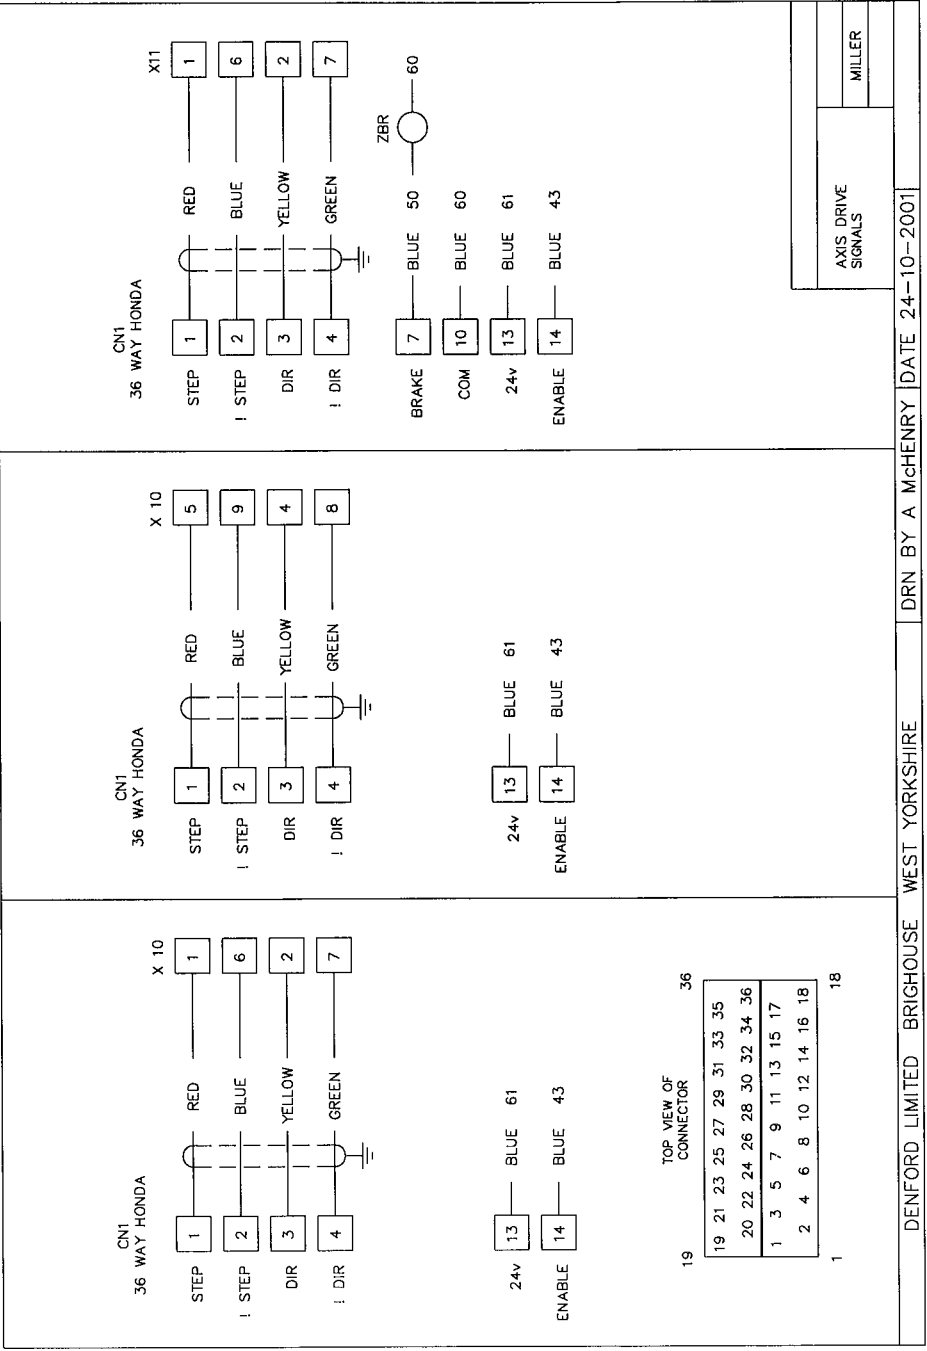 CN1
36 WAY HONDA
X 10
STEP 1 RED 1
! STEP 2 BLUE 6
DIR 3 YELLOW 2
! DIR 4 GREEN 7
24v 13 BLUE 61
ENABLE 14 BLUE 43
TOP VIEW OF
CONNECTOR
19 36
19 21 23 25 27 29 31 33 35
20 22 24 26 28 30 32 34 36
1 3 5 7 9 11 13 15 17
2 4 6 8 10 12 14 16 18
1 18
CN1
36 WAY HONDA
X 10
STEP 1 RED 5
! STEP 2 BLUE 9
DIR 3 YELLOW 4
! DIR 4 GREEN 8
24v 13 BLUE 61
ENABLE 14 BLUE 43
CN1
36 WAY HONDA
X11
STEP 1 RED 1
! STEP 2 BLUE 6
DIR 3 YELLOW 2
! DIR 4 GREEN 7
ZBR
BRAKE 7 BLUE 50 60
COM 10 BLUE 60
24v 13 BLUE 61
ENABLE 14 BLUE 43
AXIS DRIVE
SIGNALS
MILLER
DENFORD LIMITED BRIGHOUSE WEST YORKSHIRE DRN BY A McHENRY DATE 24-10-2001